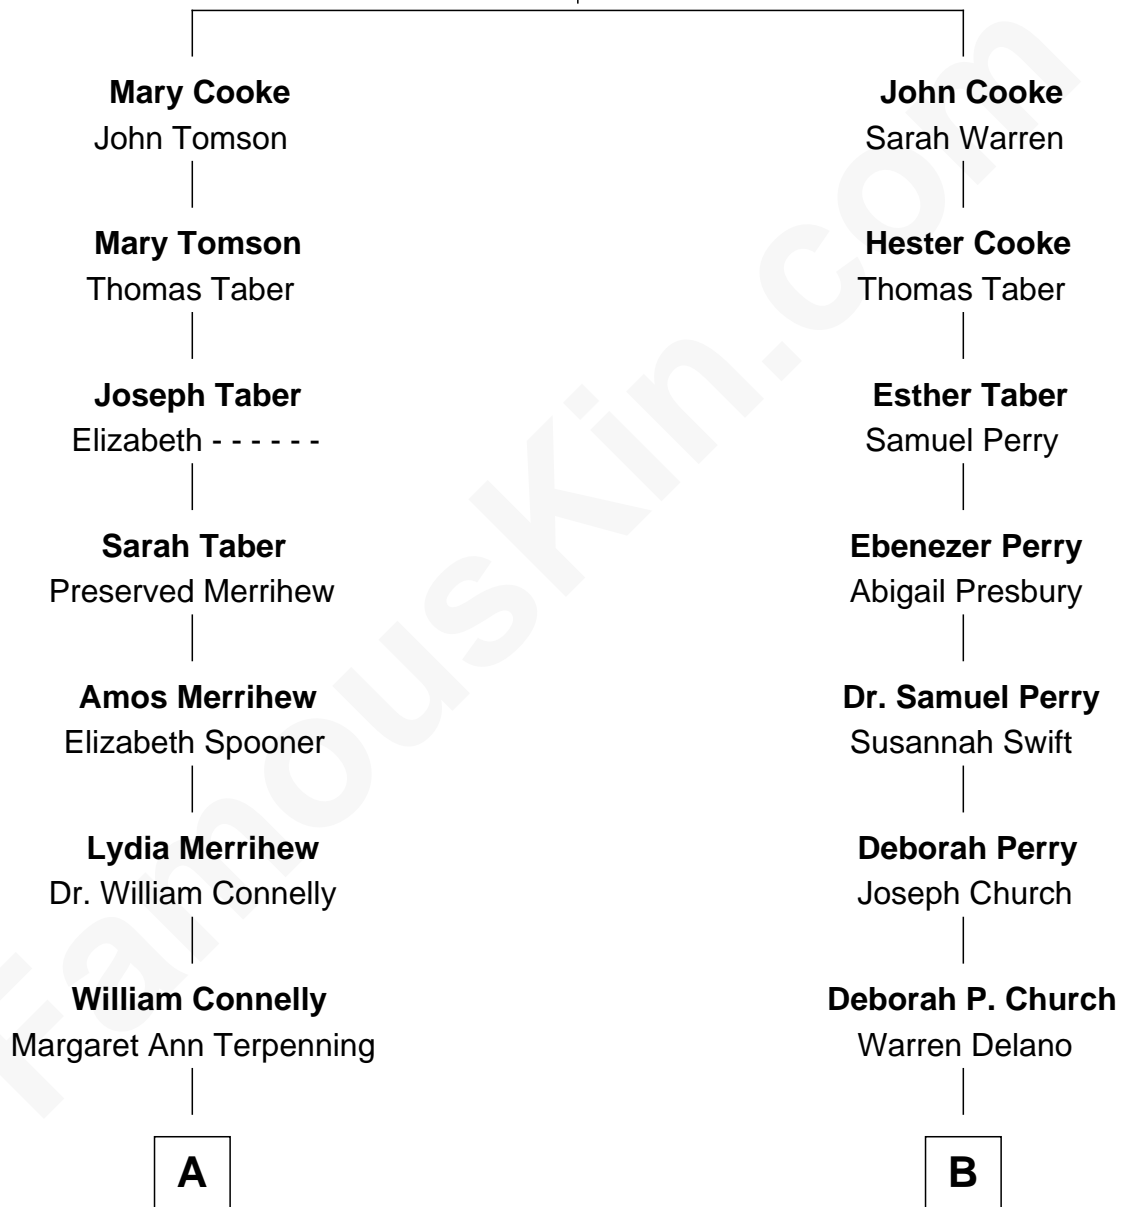 Mary Cooke
John Tomson
Mary Tomson
Thomas Taber
Joseph Taber
Elizabeth - - - - - -
Sarah Taber
Preserved Merrihew
Amos Merrihew
Elizabeth Spooner
Lydia Merrihew
Dr. William Connelly
William Connelly
Margaret Ann Terpenning
A
John Cooke
Sarah Warren
Hester Cooke
Thomas Taber
Esther Taber
Samuel Perry
Ebenezer Perry
Abigail Presbury
Dr. Samuel Perry
Susannah Swift
Deborah Perry
Joseph Church
Deborah P. Church
Warren Delano
B
FamousKin.com